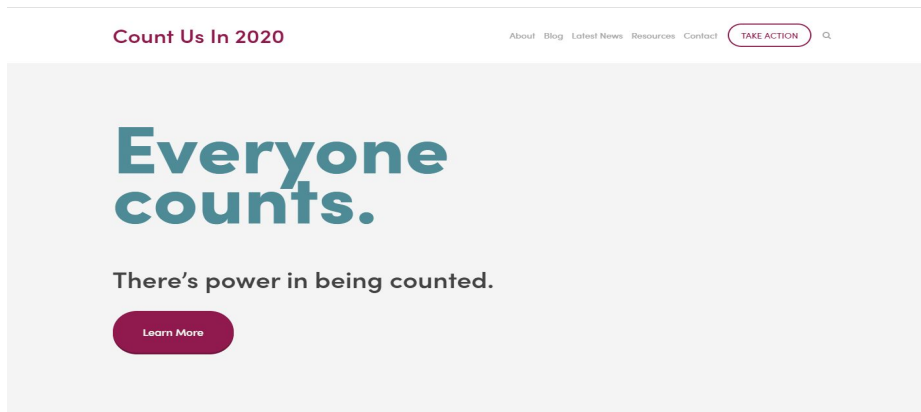 Count Us In 2020
About Blog Latest News Resources Contact TAKE ACTION
Everyone
counts.
There’s power in being counted.
Learn More